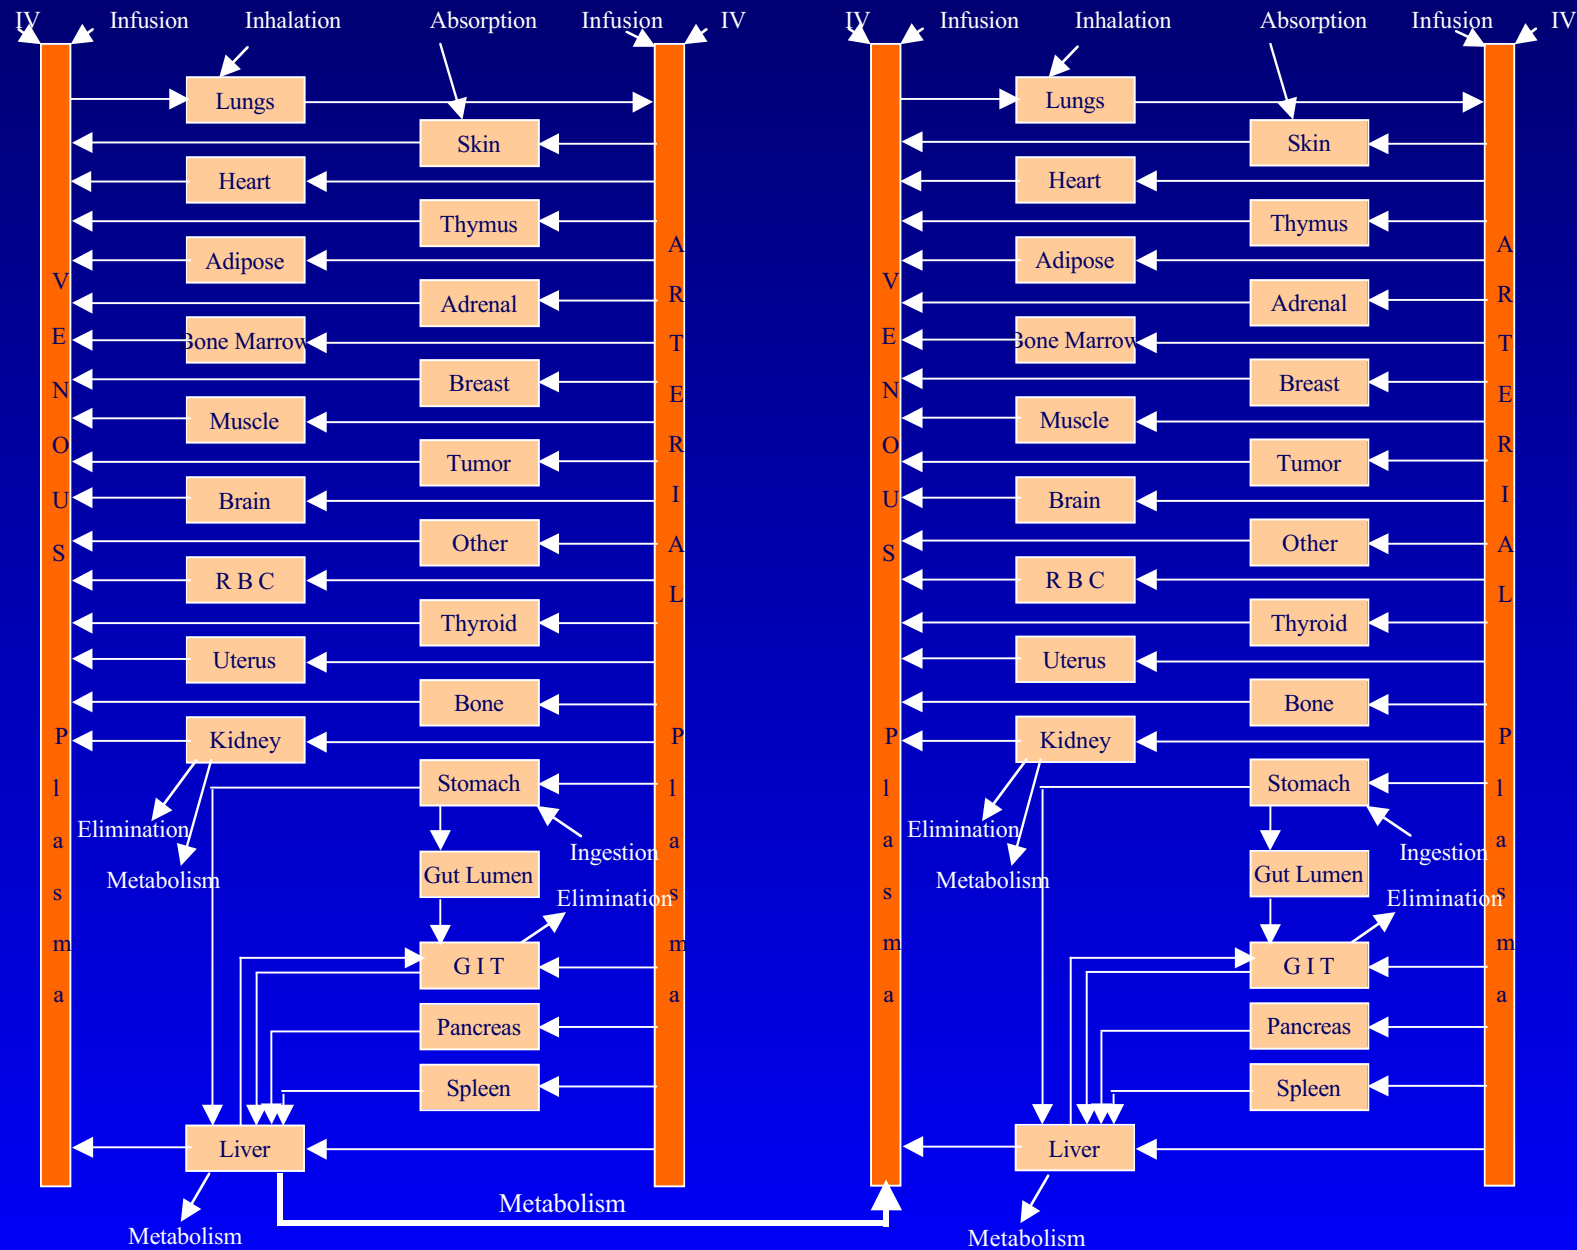 IV Infusion Inhalation Absorption Infusion IV
Lungs
Skin
Heart
Thymus
Adipose
Adrenal
Bone Marrow
Breast
Muscle
Tumor
Brain
Other
R B C
Thyroid
Uterus
Bone
Kidney
Stomach
Elimination
Ingestion
Gut Lumen
Metabolism
Elimination
G I T
Pancreas
Spleen
Liver
Metabolism
VENOUS Plasma
ARTERIAL Plasma
Metabolism
IV Infusion Inhalation Absorption Infusion IV
Lungs
Skin
Heart
Thymus
Adipose
Adrenal
Bone Marrow
Breast
Muscle
Tumor
Brain
Other
R B C
Thyroid
Uterus
Bone
Kidney
Stomach
Elimination
Ingestion
Gut Lumen
Metabolism
Elimination
G I T
Pancreas
Spleen
Liver
Metabolism
VENOUS Plasma
ARTERIAL Plasma